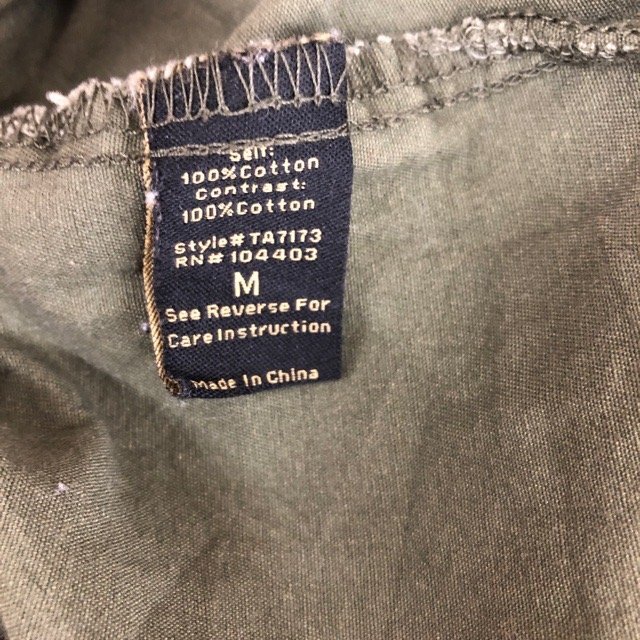 Self:
100%Cotton
Contrast:
100%Cotton
Style# TA7173
RN# 104403
M
See Reverse For
Care Instruction
Made In China